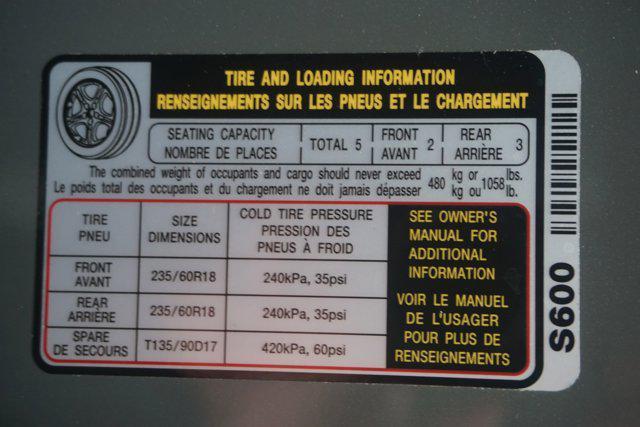 TIRE AND LOADING INFORMATION
RENSEIGNEMENTS SUR LES PNEUS ET LE CHARGEMENT
SEATING CAPACITY
NOMBRE DE PLACES
TOTAL 5
FRONT
AVANT
2
REAR
ARRIÈRE
3
The combined weight of occupants and cargo should never exceed
Le poids total des occupants et du chargement ne doit jamais dépasser
480
kg or
kg ou
1058
lbs.
lb.
TIRE
PNEU
SIZE
DIMENSIONS
COLD TIRE PRESSURE
PRESSION DES
PNEUS À FROID
FRONT
AVANT
235/60R18
240kPa, 35psi
REAR
ARRIÈRE
235/60R18
240kPa, 35psi
SPARE
DE SECOURS
T135/90D17
420kPa, 60psi
SEE OWNER'S
MANUAL FOR
ADDITIONAL
INFORMATION
VOIR LE MANUEL
DE L'USAGER
POUR PLUS DE
RENSEIGNEMENTS
S600